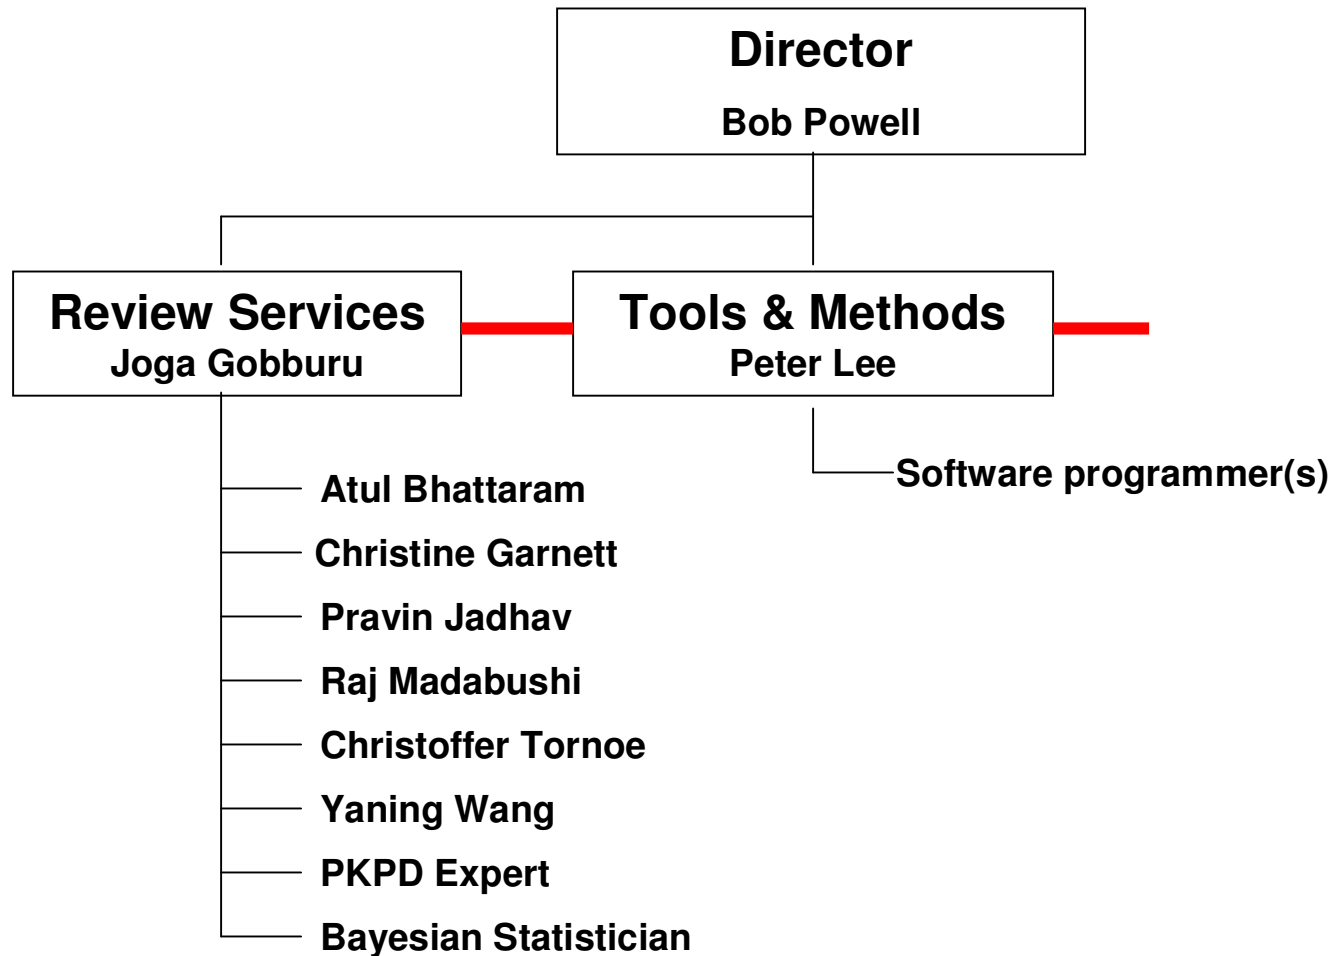 Director
Bob Powell
Review Services
Joga Gobburu
Tools & Methods
Peter Lee
Atul Bhattaram
Christine Garnett
Pravin Jadhav
Raj Madabushi
Christoffer Tornoe
Yaning Wang
PKPD Expert
Bayesian Statistician
Software programmer(s)